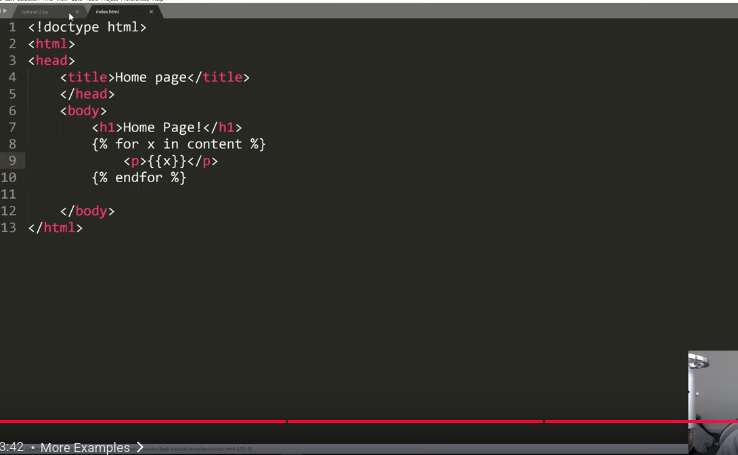 tutorial 2.py × index.html ×
1 <!doctype html>
2 <html>
3 <head>
4 <title>Home page</title>
5 </head>
6 <body>
7 <h1>Home Page!</h1>
8 {% for x in content %}
9 <p>{{x}}</p>
10 {% endfor %}
11
12 </body>
13 </html>
3:42 • More Examples >